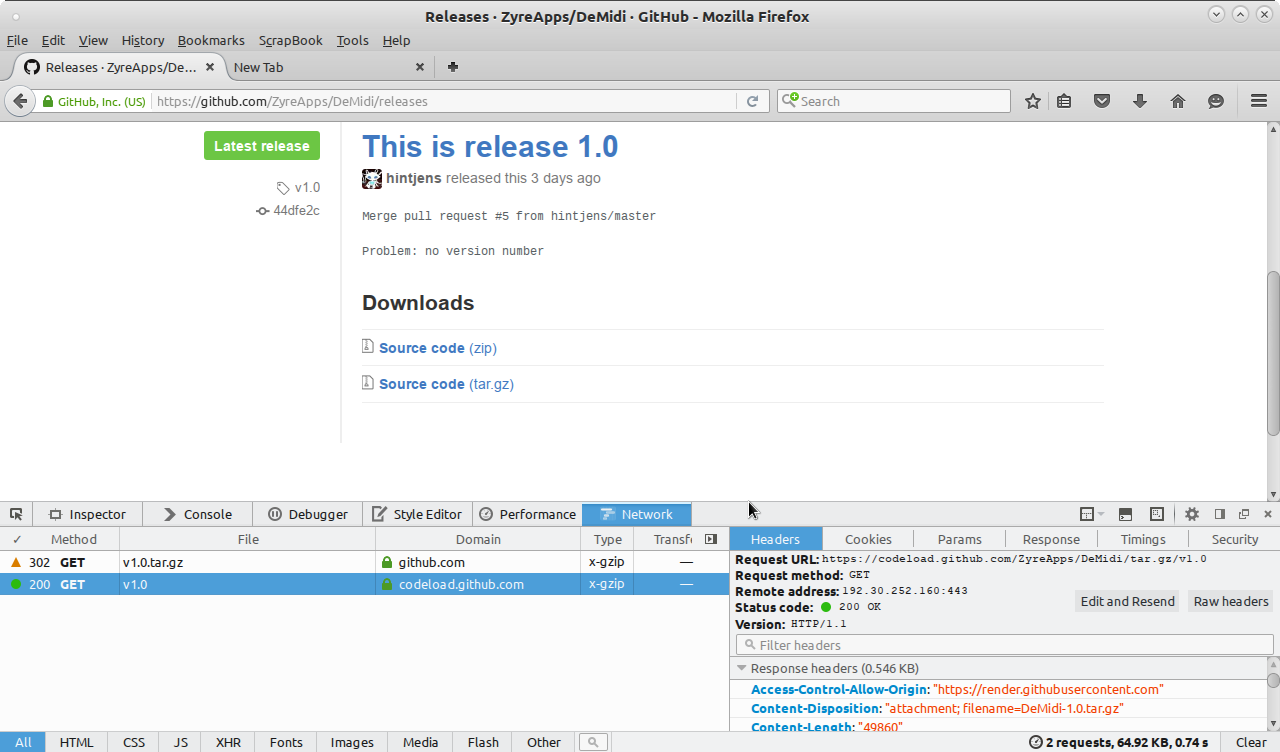 Releases · ZyreApps/DeMidi · GitHub - Mozilla Firefox
File Edit View History Bookmarks ScrapBook Tools Help
Releases · ZyreApps/De... New Tab
GitHub, Inc. (US) https://github.com/ZyreApps/DeMidi/releases Search
Latest release
v1.0
44dfe2c
This is release 1.0
hintjens released this 3 days ago
Merge pull request #5 from hintjens/master
Problem: no version number
Downloads
Source code (zip)
Source code (tar.gz)
Inspector Console Debugger Style Editor Performance Network
✓ Method File Domain Type Transf
302 GET v1.0.tar.gz github.com x-gzip —
200 GET v1.0 codeload.github.com x-gzip —
Headers Cookies Params Response Timings Security
Request URL: https://codeload.github.com/ZyreApps/DeMidi/tar.gz/v1.0
Request method: GET
Remote address: 192.30.252.160:443
Status code: 200 OK
Edit and Resend Raw headers
Version: HTTP/1.1
Filter headers
Response headers (0.546 KB)
Access-Control-Allow-Origin: "https://render.githubusercontent.com"
Content-Disposition: "attachment; filename=DeMidi-1.0.tar.gz"
Content-Length: "49860"
All HTML CSS JS XHR Fonts Images Media Flash Other 2 requests, 64.92 KB, 0.74 s Clear